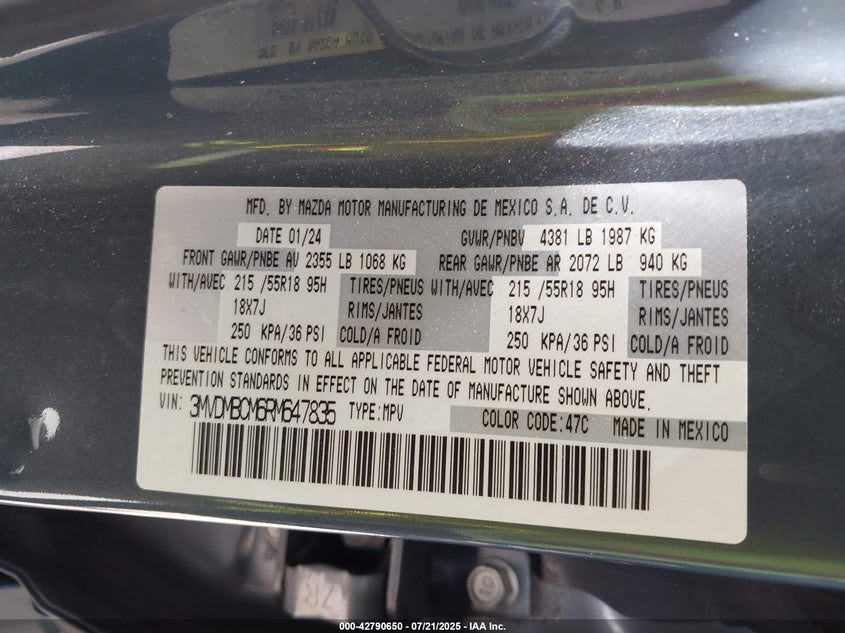 MFD. BY MAZDA MOTOR MANUFACTURING DE MEXICO S.A. DE C.V.
DATE 01/24 GVWR/PNBV 4381 LB 1987 KG
FRONT GAWR/PNBE AV 2355 LB 1068 KG REAR GAWR/PNBE AR 2072 LB 940 KG
WITH/AVEC 215 /55R18 95H TIRES/PNEUS WITH/AVEC 215 /55R18 95H TIRES/PNEUS
18X7J RIMS/JANTES 18X7J RIMS/JANTES
250 KPA/36 PSI COLD/A FROID 250 KPA/36 PSI COLD/A FROID
THIS VEHICLE CONFORMS TO ALL APPLICABLE FEDERAL MOTOR VEHICLE SAFETY AND THEFT
PREVENTION STANDARDS IN EFFECT ON THE DATE OF MANUFACTURE SHOWN ABOVE.
VIN: 3MVDMBCM6RM647835 TYPE:MPV COLOR CODE:47C MADE IN MEXICO
7R
000-42790650 / 07/21/2025 - IAA Inc.